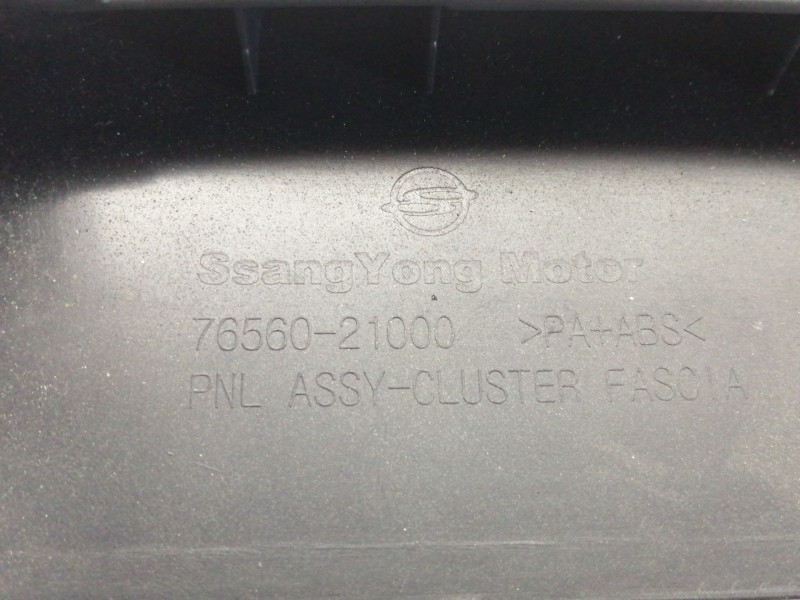 SsangYong Motor
76560-21000 >PA+ABS<
PNL ASSY-CLUSTER FASCIA